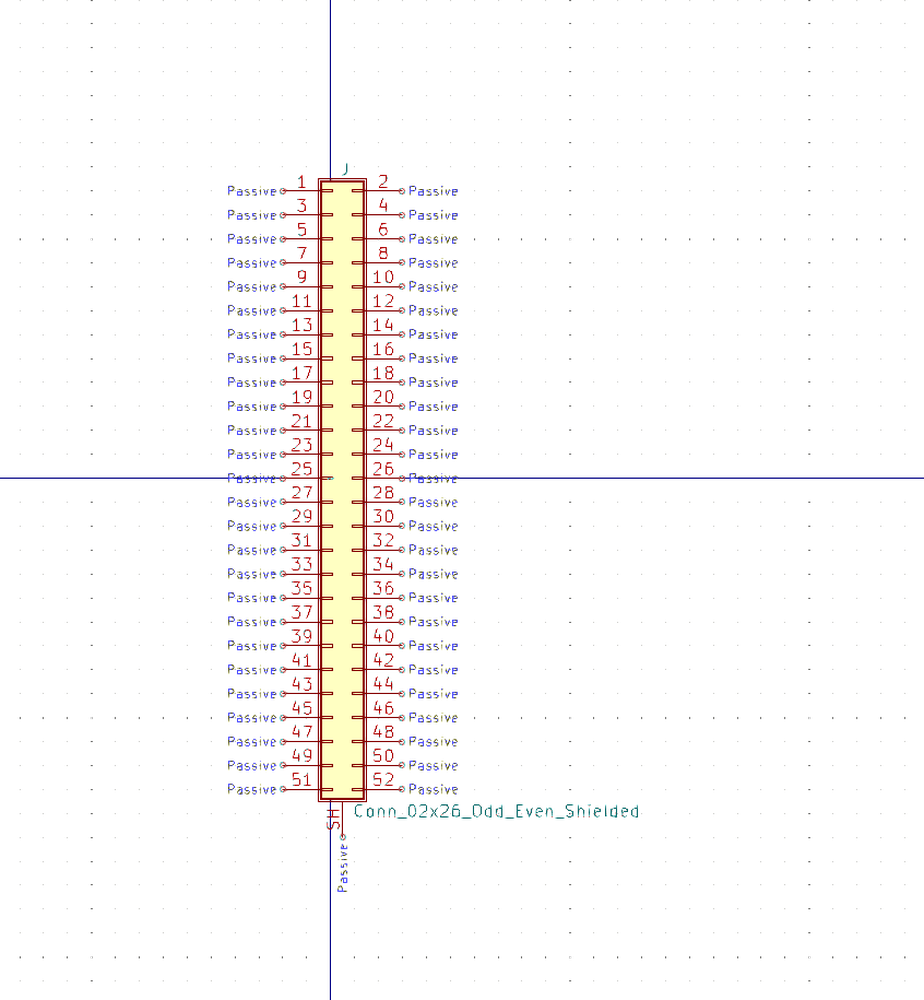 J
Passive 1 2 Passive
Passive 3 4 Passive
Passive 5 6 Passive
Passive 7 8 Passive
Passive 9 10 Passive
Passive 11 12 Passive
Passive 13 14 Passive
Passive 15 16 Passive
Passive 17 18 Passive
Passive 19 20 Passive
Passive 21 22 Passive
Passive 23 24 Passive
Passive 25 26 Passive
Passive 27 28 Passive
Passive 29 30 Passive
Passive 31 32 Passive
Passive 33 34 Passive
Passive 35 36 Passive
Passive 37 38 Passive
Passive 39 40 Passive
Passive 41 42 Passive
Passive 43 44 Passive
Passive 45 46 Passive
Passive 47 48 Passive
Passive 49 50 Passive
Passive 51 52 Passive
SH Conn_02x26_Odd_Even_Shielded
Passive